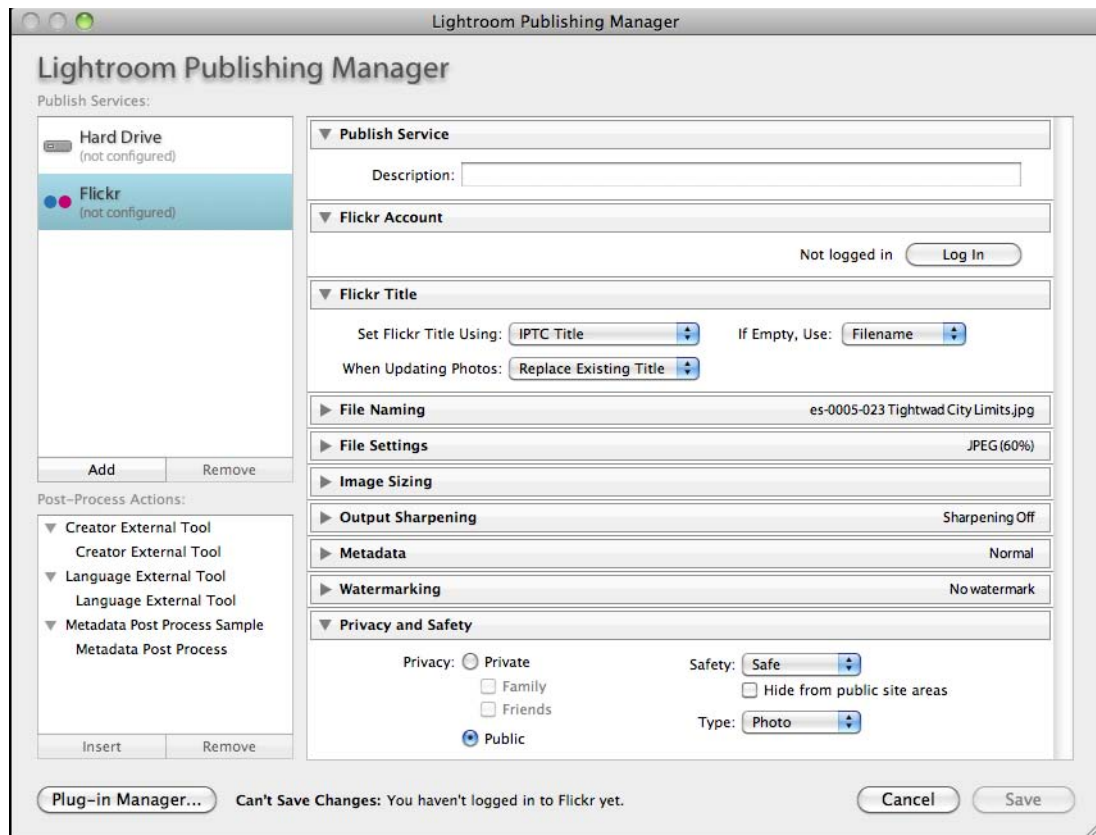 Lightroom Publishing Manager
Lightroom Publishing Manager
Publish Services:
Hard Drive
(not configured)
Flickr
(not configured)
Add Remove
Post-Process Actions:
Creator External Tool
Creator External Tool
Language External Tool
Language External Tool
Metadata Post Process Sample
Metadata Post Process
Insert Remove
Publish Service
Description:
Flickr Account
Not logged in Log In
Flickr Title
Set Flickr Title Using: IPTC Title If Empty, Use: Filename
When Updating Photos: Replace Existing Title
File Naming es-0005-023 Tightwad City Limits.jpg
File Settings JPEG (60%)
Image Sizing
Output Sharpening Sharpening Off
Metadata Normal
Watermarking No watermark
Privacy and Safety
Privacy: Private Safety: Safe
Family Hide from public site areas
Friends Type: Photo
Public
Plug-in Manager... Can't Save Changes: You haven't logged in to Flickr yet. Cancel Save